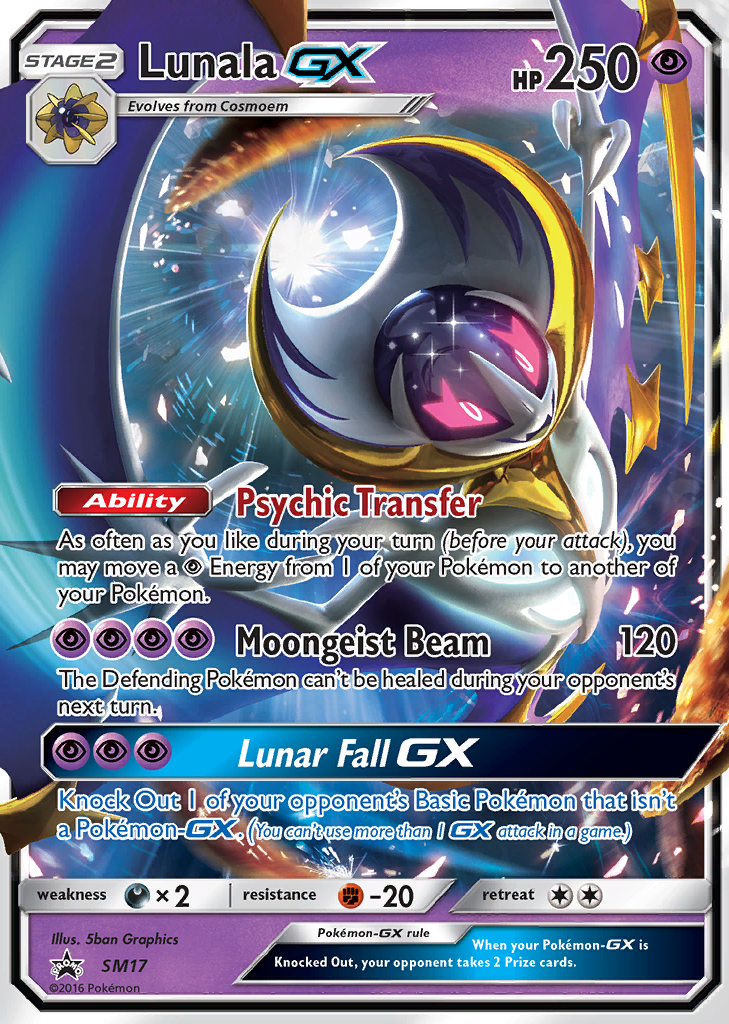 STAGE2 Lunala GX HP250
Evolves from Cosmoem
Ability Psychic Transfer
As often as you like during your turn (before your attack), you
may move a Energy from 1 of your Pokémon to another of
your Pokémon.
Moongeist Beam 120
The Defending Pokémon can't be healed during your opponent's
next turn.
Lunar Fall GX
Knock Out 1 of your opponent's Basic Pokémon that isn't
a Pokémon-GX. (You can't use more than 1 GX attack in a game.)
weakness ×2 resistance -20 retreat
Illus. 5ban Graphics
PROMO SM17
©2016 Pokémon
Pokémon-GX rule
When your Pokémon-GX is
Knocked Out, your opponent takes 2 Prize cards.